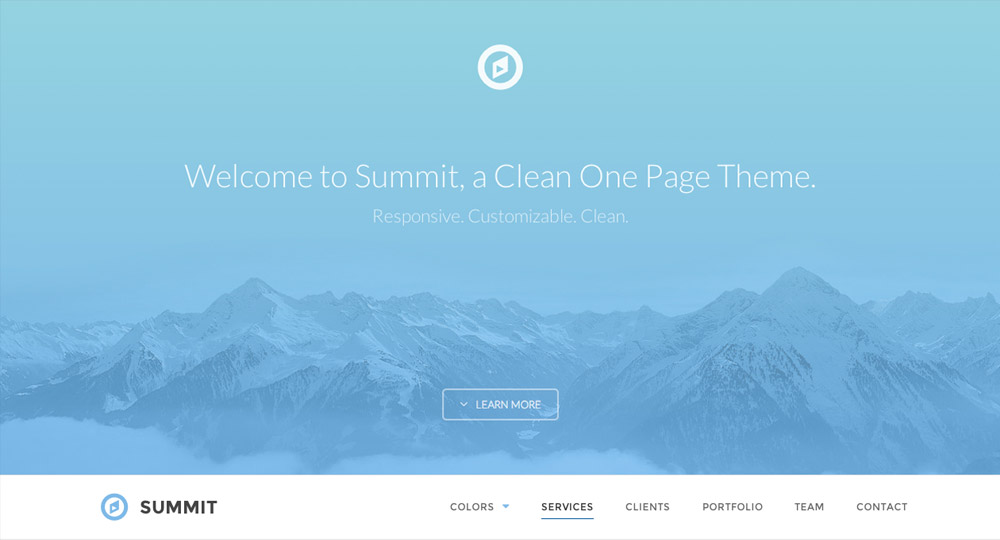 Welcome to Summit, a Clean One Page Theme.
Responsive. Customizable. Clean.
LEARN MORE
SUMMIT
COLORS SERVICES CLIENTS PORTFOLIO TEAM CONTACT